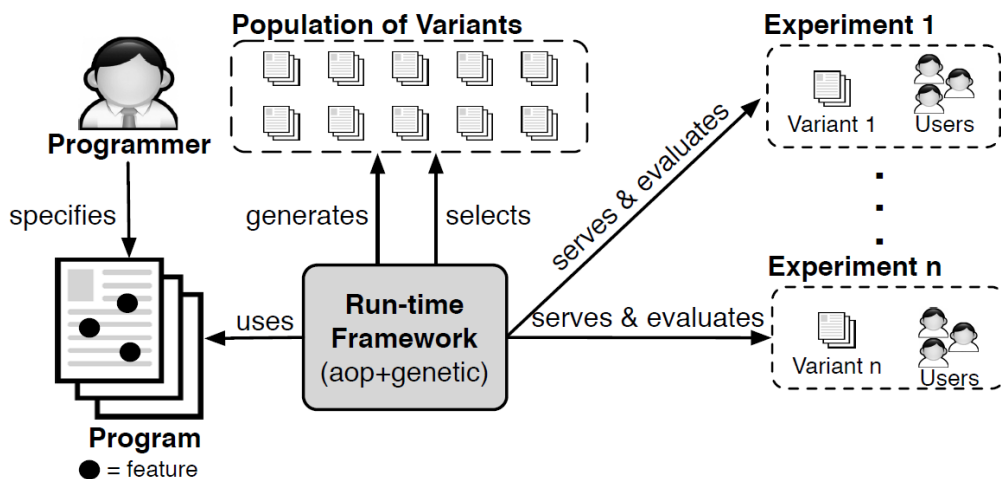 Population of Variants
Experiment 1
Programmer
Variant 1
Users
specifies
generates
selects
serves & evaluates
Experiment n
Run-time
Framework
(aop+genetic)
uses
serves & evaluates
Variant n
Users
Program
= feature